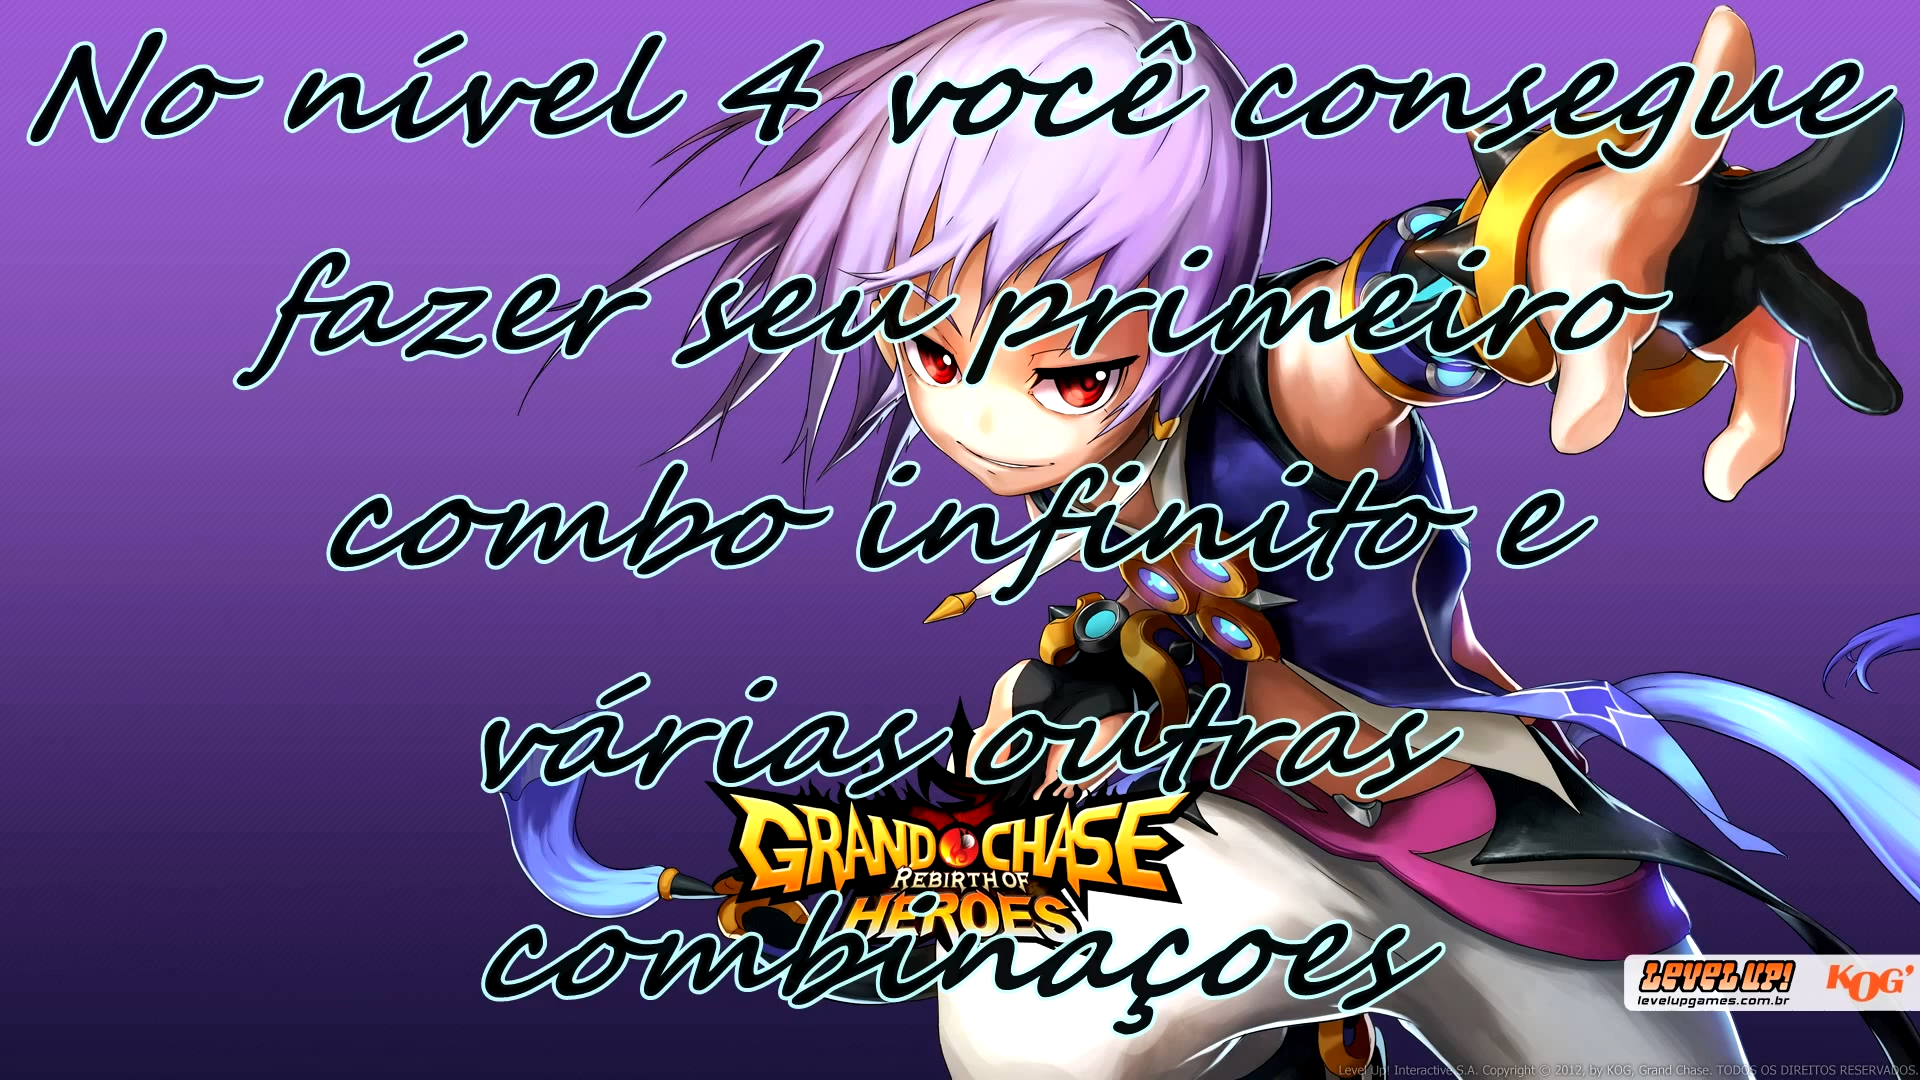 No nível 4 você consegue
fazer seu primeiro
combo infinito e
várias outras
GRAND CHASE
REBIRTH OF
HEROES
combinaçoes
LEVEL UP!
levelupgames.com.br
KOG'
Level Up! Interactive S.A. Copyright © 2012, by KOG, Grand Chase. TODOS OS DIREITOS RESERVADOS.